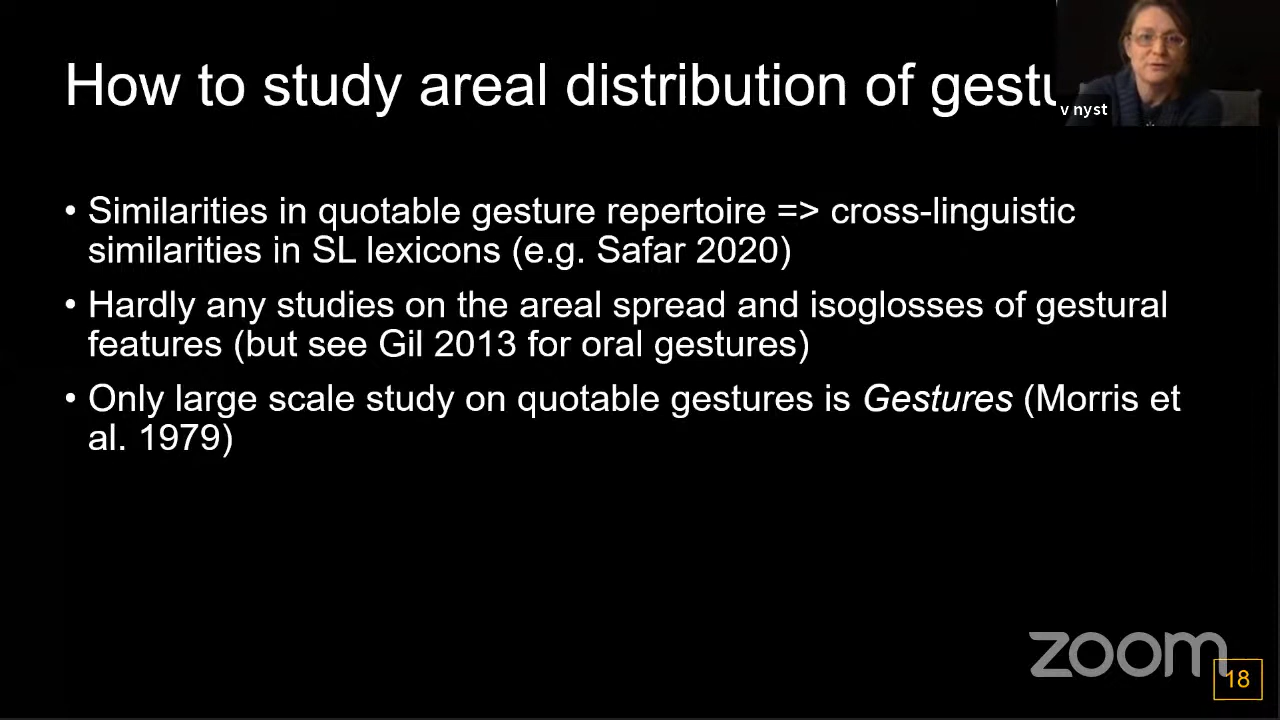 How to study areal distribution of gestu
v nyst
• Similarities in quotable gesture repertoire => cross-linguistic
similarities in SL lexicons (e.g. Safar 2020)
• Hardly any studies on the areal spread and isoglosses of gestural
features (but see Gil 2013 for oral gestures)
• Only large scale study on quotable gestures is Gestures (Morris et
al. 1979)
zoom
18